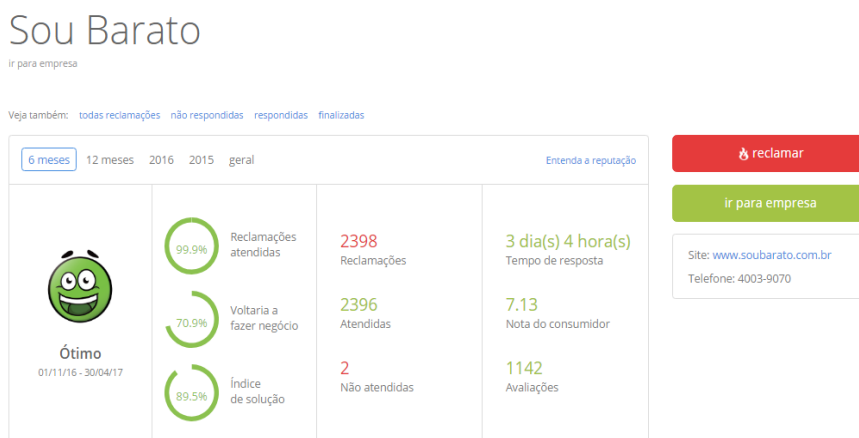 Sou Barato
ir para empresa
Veja também: todas reclamações não respondidas respondidas finalizadas
6 meses 12 meses 2016 2015 geral Entenda a reputação
Ótimo
01/11/16 - 30/04/17
99.9% Reclamações
atendidas
70.9% Voltaria a
fazer negócio
89.5% Índice
de solução
2398
Reclamações
2396
Atendidas
2
Não atendidas
3 dia(s) 4 hora(s)
Tempo de resposta
7.13
Nota do consumidor
1142
Avaliações
reclamar
ir para empresa
Site: www.soubarato.com.br
Telefone: 4003-9070